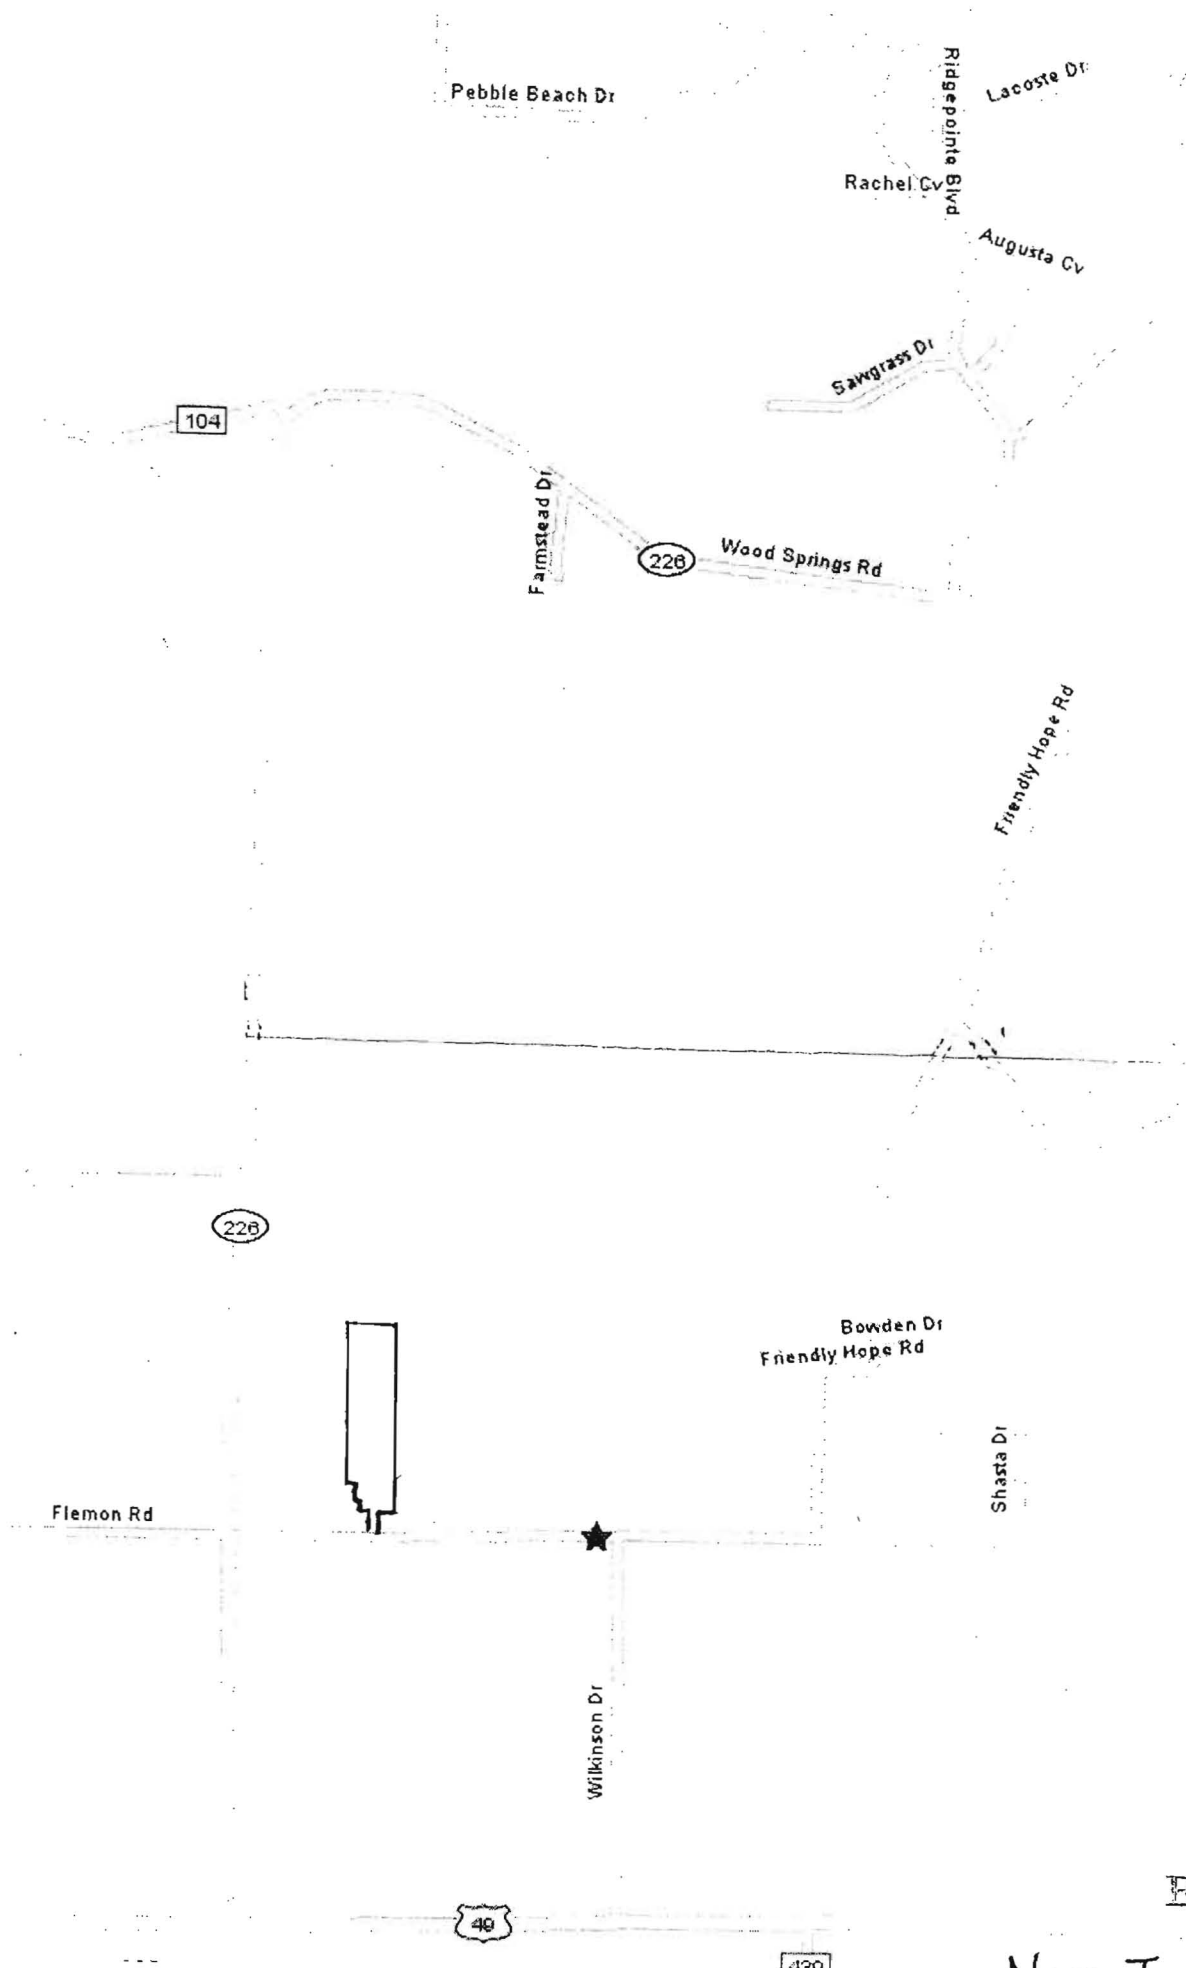 Pebble Beach Dr
Ridgepointe Blvd
Lacoste Dr
Rachel Cv
Augusta Cv
Sawgrass Dr
104
Farmstead Dr
226
Wood Springs Rd
Friendly Hope Rd
226
Bowden Dr
Friendly Hope Rd
Shasta Dr
Flemon Rd
Wilkinson Dr
49